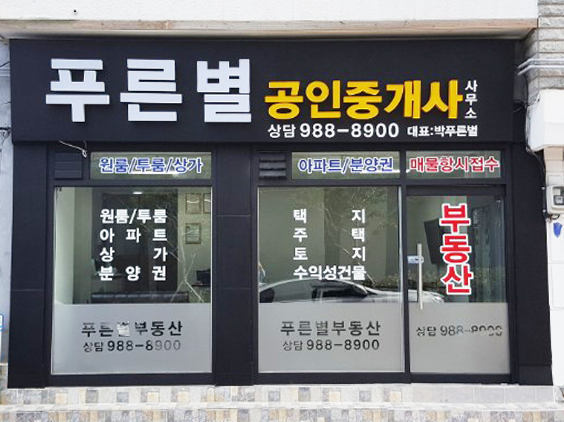 푸른별 공인중개사 사무소
상담 988-8900 대표:박푸른별
원룸/투룸/상가
아파트/분양권
매물항시접수
원룸/투룸
아파트
상가
분양권
푸른별부동산
상담 988-8900
택지
주택
토지
수익성건물
푸른별부동산
상담 988-8900
부동산
상담 988-8900